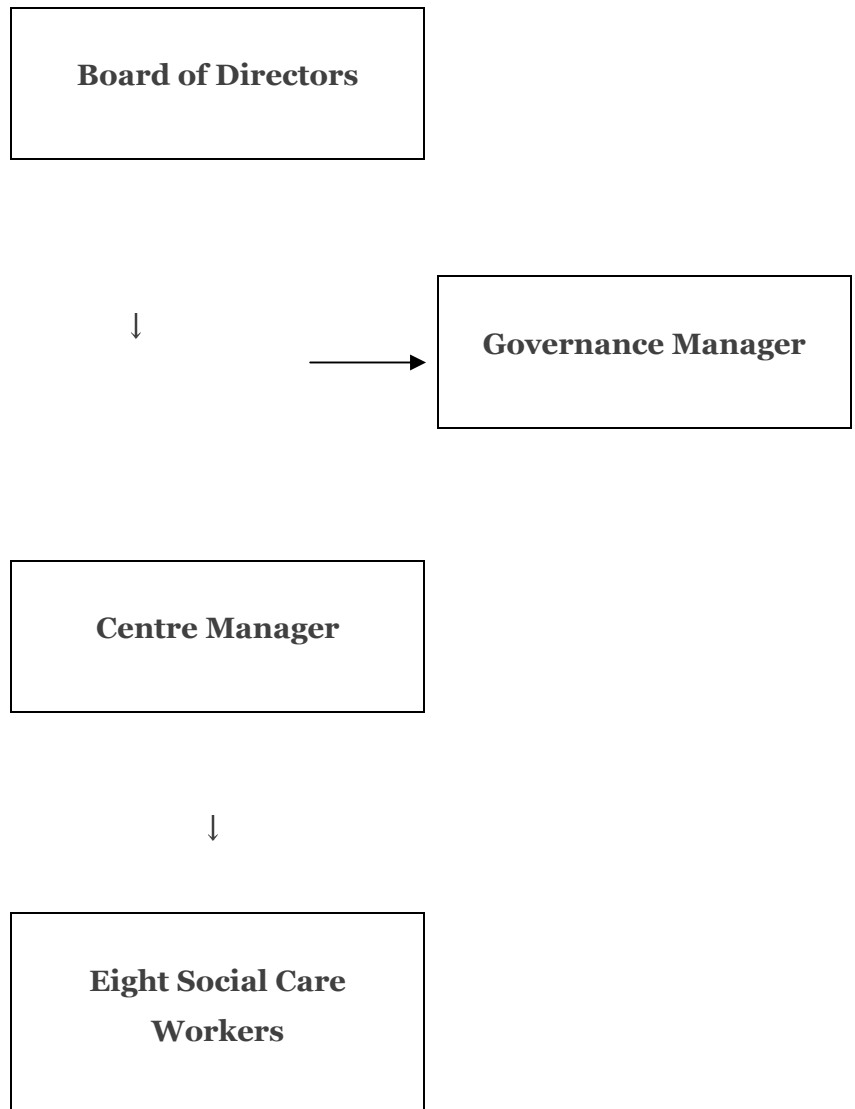 Board of Directors
↓
Governance Manager
Centre Manager
↓
Eight Social Care
Workers